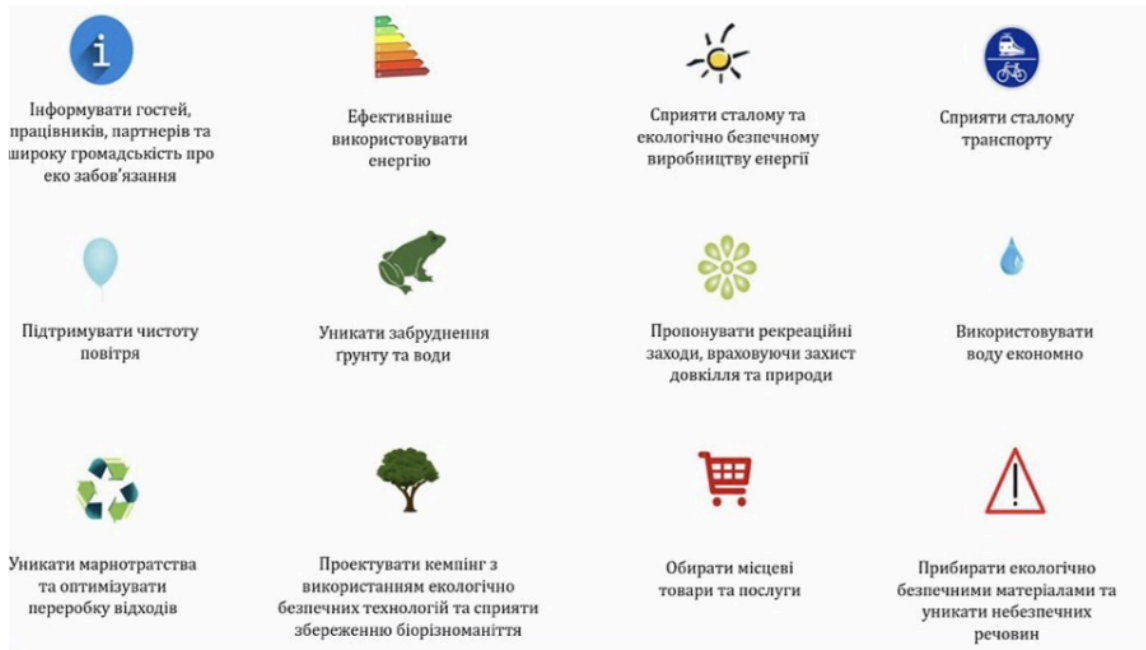 i
Інформувати гостей,
працівників, партнерів та
широку громадськість про
еко забов'язання
Ефективніше
використовувати
енергію
Сприяти сталому та
екологічно безпечному
виробництву енергії
Сприяти сталому
транспорту
Підтримувати чистоту
повітря
Уникати забруднення
ґрунту та води
Пропонувати рекреаційні
заходи, враховуючи захист
довкілля та природи
Використовувати
воду економно
Уникати марнотратства
та оптимізувати
переробку відходів
Проектувати кемпінг з
використанням екологічно
безпечних технологій та сприяти
збереженню біорізноманіття
Обирати місцеві
товари та послуги
Прибирати екологічно
безпечними матеріалами та
уникати небезпечних
речовин